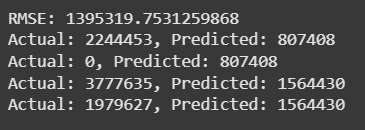 RMSE: 1395319.7531259868
Actual: 2244453, Predicted: 807408
Actual: 0, Predicted: 807408
Actual: 3777635, Predicted: 1564430
Actual: 1979627, Predicted: 1564430